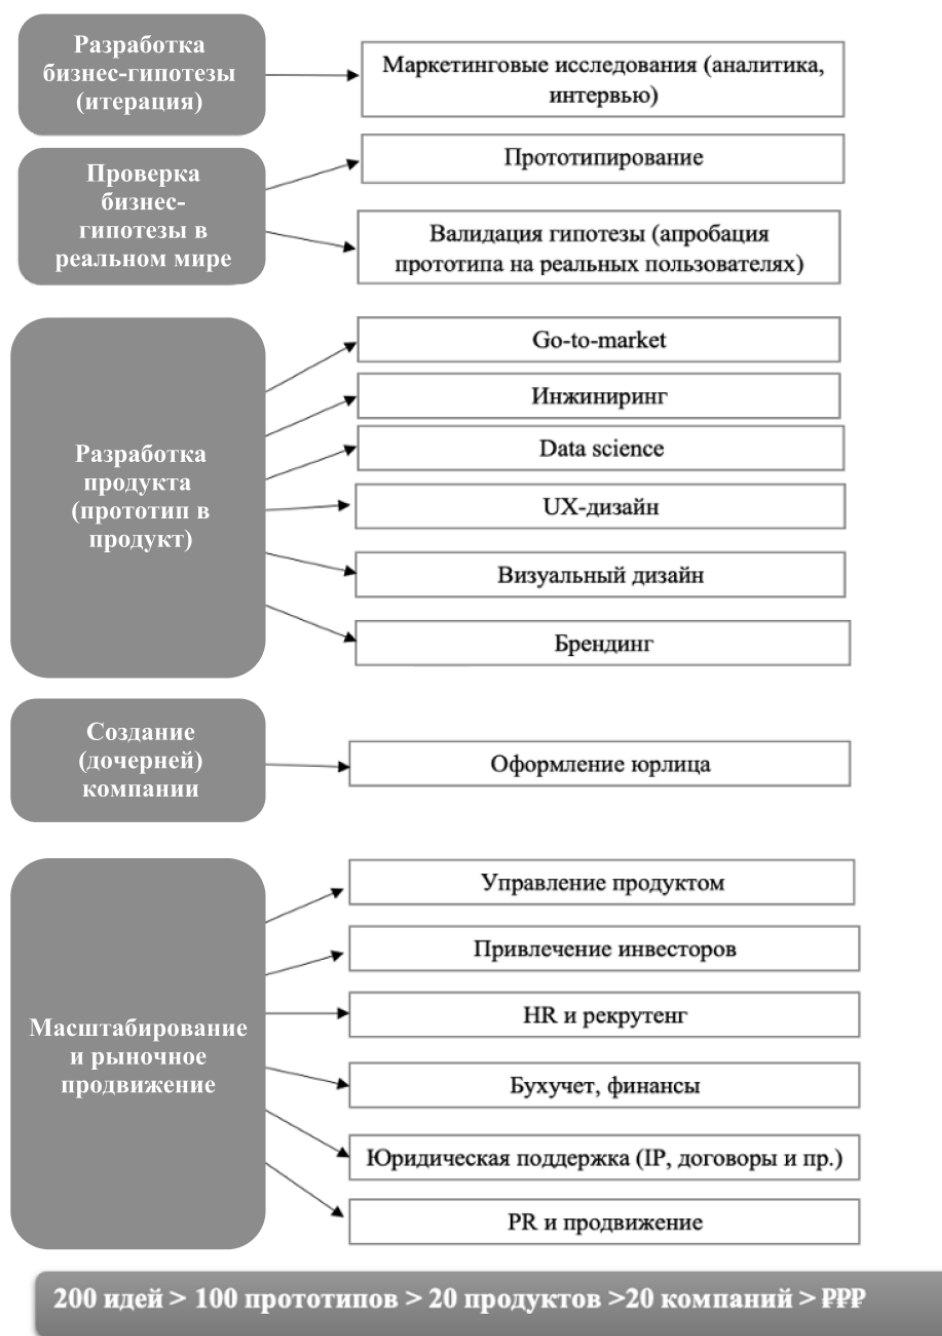 Разработка
бизнес-гипотезы
(итерация)
Маркетинговые исследования (аналитика,
интервью)
Проверка
бизнес-
гипотезы в
реальном мире
Прототипирование
Валидация гипотезы (апробация
прототипа на реальных пользователях)
Разработка
продукта
(прототип в
продукт)
Go-to-market
Инжиниринг
Data science
UX-дизайн
Визуальный дизайн
Брендинг
Создание
(дочерней)
компании
Оформление юрлица
Масштабирование
и рыночное
продвижение
Управление продуктом
Привлечение инвесторов
HR и рекрутенг
Бухучет, финансы
Юридическая поддержка (IP, договоры и пр.)
PR и продвижение
200 идей > 100 прототипов > 20 продуктов >20 компаний > ₽₽₽